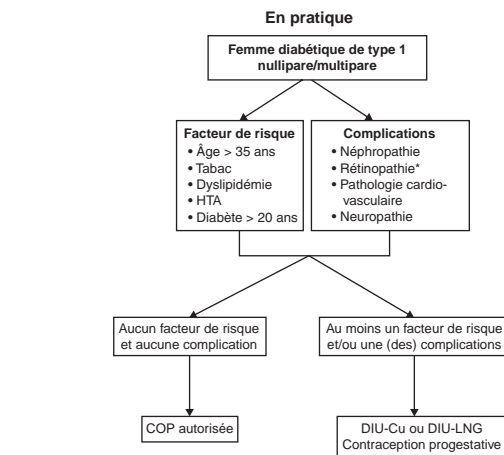 En pratique
Femme diabétique de type 1
nullipare/multipare
Facteur de risque
• Âge > 35 ans
• Tabac
• Dyslipidémie
• HTA
• Diabète > 20 ans
Complications
• Néphropathie
• Rétinopathie*
• Pathologie cardio-
vasculaire
• Neuropathie
Aucun facteur de risque
et aucune complication
Au moins un facteur de risque
et/ou une (des) complications
COP autorisée
DIU-Cu ou DIU-LNG
Contraception progestative